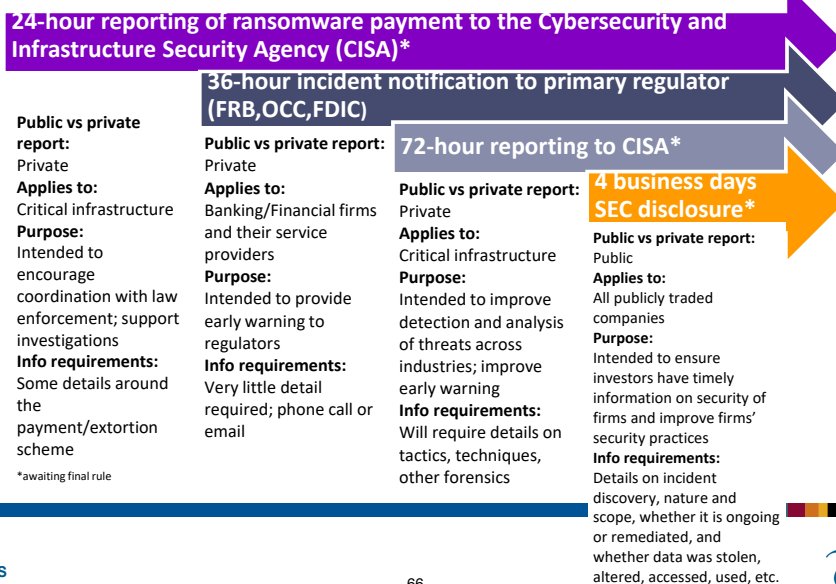 24-hour reporting of ransomware payment to the Cybersecurity and
Infrastructure Security Agency (CISA)*
Public vs private
report:
Private
Applies to:
Critical infrastructure
Purpose:
Intended to
encourage
coordination with law
enforcement; support
investigations
Info requirements:
Some details around
the
payment/extortion
scheme
*awaiting final rule
36-hour incident notification to primary regulator
(FRB,OCC,FDIC)
Public vs private report:
Private
Applies to:
Banking/Financial firms
and their service
providers
Purpose:
Intended to provide
early warning to
regulators
Info requirements:
Very little detail
required; phone call or
email
72-hour reporting to CISA*
Public vs private report:
Private
Applies to:
Critical infrastructure
Purpose:
Intended to improve
detection and analysis
of threats across
industries; improve
early warning
Info requirements:
Will require details on
tactics, techniques,
other forensics
4 business days
SEC disclosure*
Public vs private report:
Public
Applies to:
All publicly traded
companies
Purpose:
Intended to ensure
investors have timely
information on security of
firms and improve firms’
security practices
Info requirements:
Details on incident
discovery, nature and
scope, whether it is ongoing
or remediated, and
whether data was stolen,
altered, accessed, used, etc.
S
66